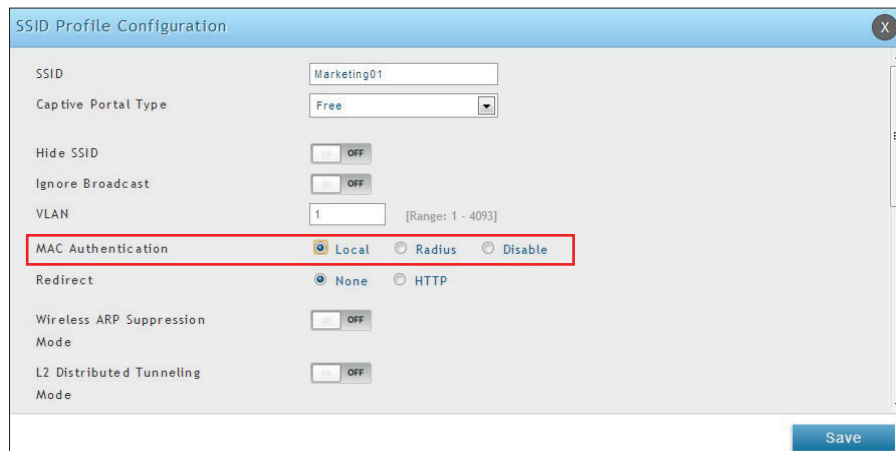 SSID Profile Configuration
X
SSID Marketing01
Captive Portal Type Free
Hide SSID OFF
Ignore Broadcast OFF
VLAN 1 [Range: 1 - 4093]
MAC Authentication Local Radius Disable
Redirect None HTTP
Wireless ARP Suppression
Mode
OFF
L2 Distributed Tunneling
Mode
OFF
Save